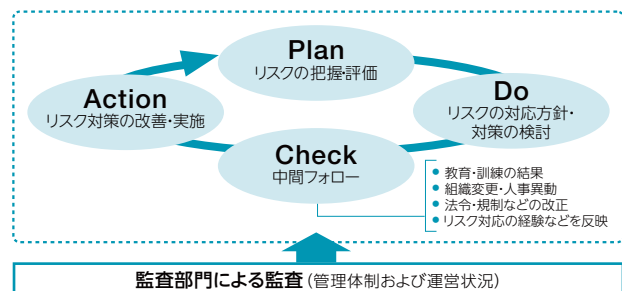 Plan
リスクの把握・評価
Action
リスク対策の改善・実施
Do
リスクの対応方針・
対策の検討
Check
中間フォロー
● 教育・訓練の結果
● 組織変更・人事異動
● 法令・規制などの改正
● リスク対応の経験などを反映
監査部門による監査(管理体制および運営状況)